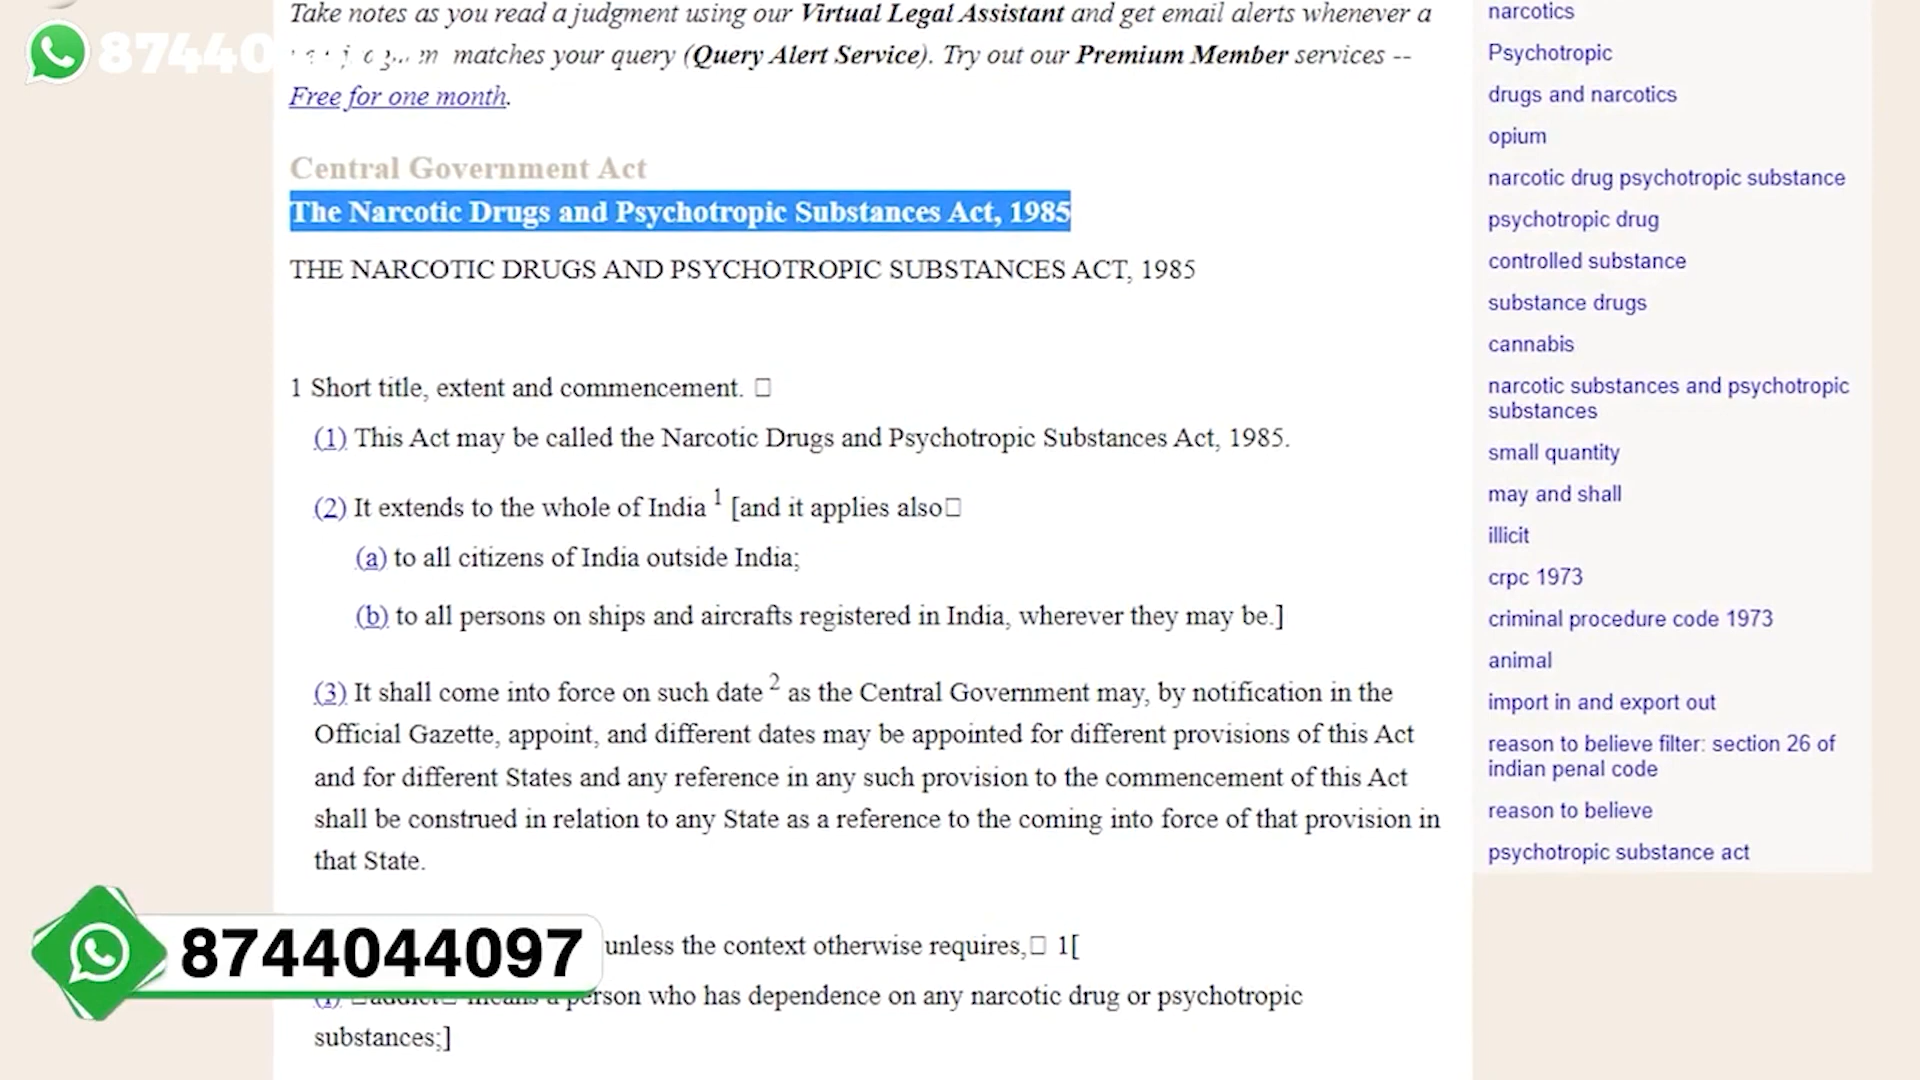 Take notes as you read a judgment using our Virtual Legal Assistant and get email alerts whenever a
matches your query (Query Alert Service). Try out our Premium Member services --
Free for one month.
87440
Central Government Act
The Narcotic Drugs and Psychotropic Substances Act, 1985
THE NARCOTIC DRUGS AND PSYCHOTROPIC SUBSTANCES ACT, 1985
1 Short title, extent and commencement. □
(1) This Act may be called the Narcotic Drugs and Psychotropic Substances Act, 1985.
(2) It extends to the whole of India 1 [and it applies also□
(a) to all citizens of India outside India;
(b) to all persons on ships and aircrafts registered in India, wherever they may be.]
(3) It shall come into force on such date 2 as the Central Government may, by notification in the
Official Gazette, appoint, and different dates may be appointed for different provisions of this Act
and for different States and any reference in any such provision to the commencement of this Act
shall be construed in relation to any State as a reference to the coming into force of that provision in
that State.
unless the context otherwise requires,□ 1[
□addict□ means a person who has dependence on any narcotic drug or psychotropic
substances;]
8744044097
narcotics
Psychotropic
drugs and narcotics
opium
narcotic drug psychotropic substance
psychotropic drug
controlled substance
substance drugs
cannabis
narcotic substances and psychotropic
substances
small quantity
may and shall
illicit
crpc 1973
criminal procedure code 1973
animal
import in and export out
reason to believe filter: section 26 of
indian penal code
reason to believe
psychotropic substance act